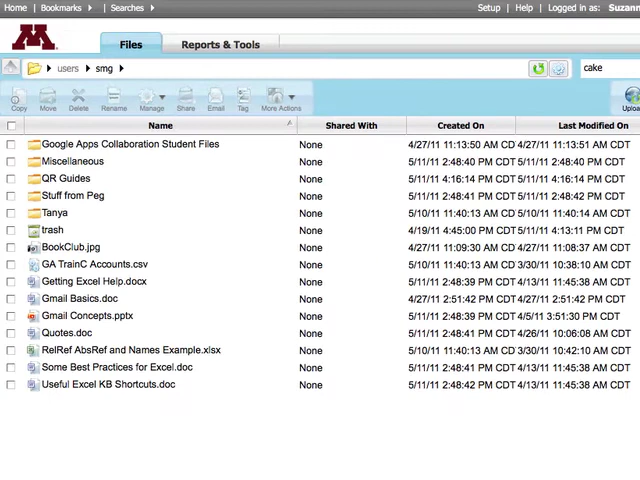 Home | Bookmarks | Searches Setup | Help | Logged in as: Suzann
M
Files Reports & Tools
users smg cake
Copy Move Delete Rename Manage Share Email Tag More Actions Uploa
Name Shared With Created On Last Modified On
Google Apps Collaboration Student Files None 4/27/11 11:13:50 AM CD 4/27/11 11:13:51 AM CDT
Miscellaneous None 5/11/11 2:48:40 PM CDT 5/11/11 2:48:40 PM CDT
QR Guides None 5/11/11 4:16:14 PM CDT 5/11/11 4:16:14 PM CDT
Stuff from Peg None 5/11/11 2:48:41 PM CDT 5/11/11 2:48:42 PM CDT
Tanya None 5/10/11 11:40:13 AM CD 5/10/11 11:40:14 AM CDT
trash None 4/19/11 4:45:00 PM CDT 5/11/11 4:13:11 PM CDT
BookClub.jpg None 4/27/11 11:09:30 AM CD 4/27/11 11:08:37 AM CDT
GA TrainC Accounts.csv None 5/10/11 11:40:13 AM CD 3/30/11 10:38:10 AM CDT
Getting Excel Help.docx None 5/11/11 2:48:39 PM CDT 4/13/11 11:45:38 AM CDT
Gmail Basics.doc None 4/27/11 2:51:42 PM CDT 4/27/11 2:51:42 PM CDT
Gmail Concepts.pptx None 5/11/11 2:48:39 PM CDT 4/5/11 3:51:30 PM CDT
Quotes.doc None 5/11/11 2:48:41 PM CDT 4/26/11 10:06:08 AM CDT
RelRef AbsRef and Names Example.xlsx None 5/10/11 11:40:13 AM CD 3/30/11 10:42:10 AM CDT
Some Best Practices for Excel.doc None 5/11/11 2:48:41 PM CDT 4/13/11 11:45:38 AM CDT
Useful Excel KB Shortcuts.doc None 5/11/11 2:48:42 PM CDT 4/13/11 11:45:38 AM CDT